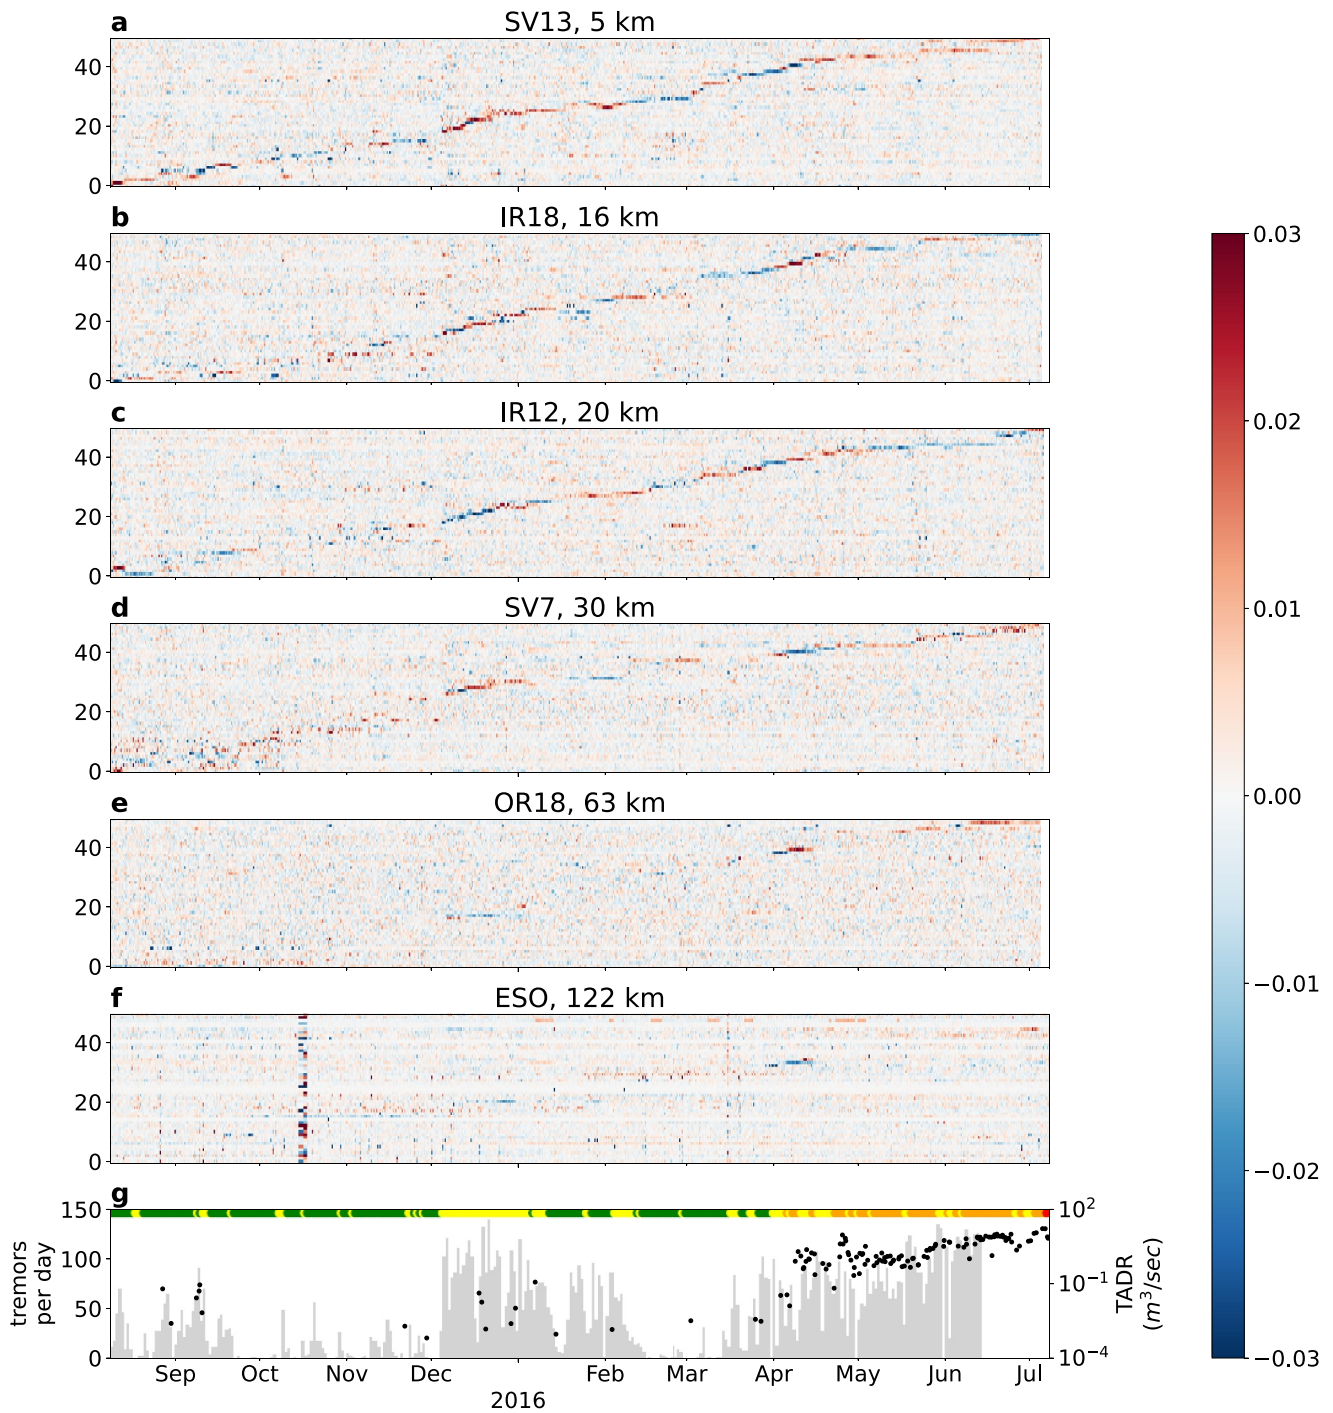 a
SV13, 5 km
40
20
0
b
IR18, 16 km
40
20
0
c
IR12, 20 km
40
20
0
d
SV7, 30 km
40
20
0
e
OR18, 63 km
40
20
0
f
ESO, 122 km
40
20
0
g
150
100
50
0
tremors
per day
10²
10⁻¹
10⁻⁴
TADR
(m³/sec)
Sep Oct Nov Dec Feb Mar Apr May Jun Jul
2016
0.03
0.02
0.01
0.00
−0.01
−0.02
−0.03